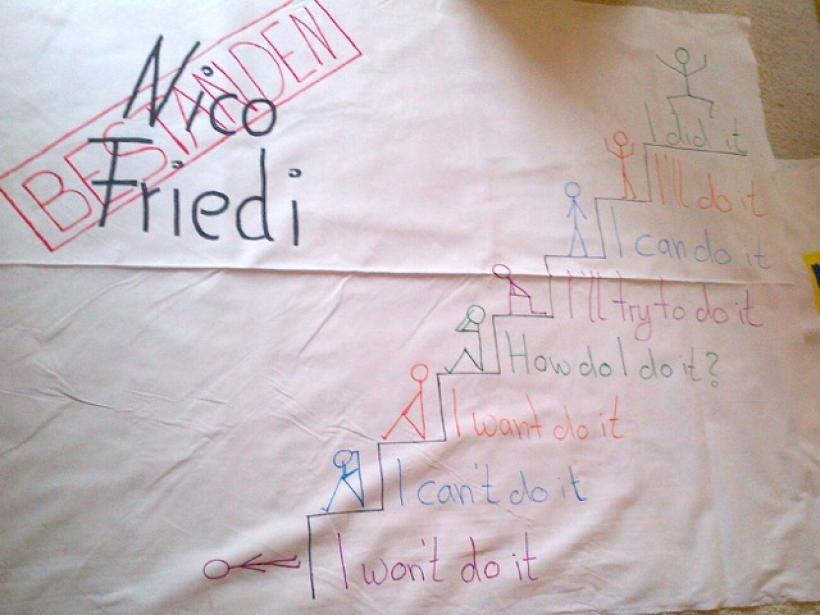 BESTANDEN
Nico
Friedi
I did it
I'll do it
I can do it
I'll try to do it
How do I do it?
I want do it
I can't do it
I won't do it